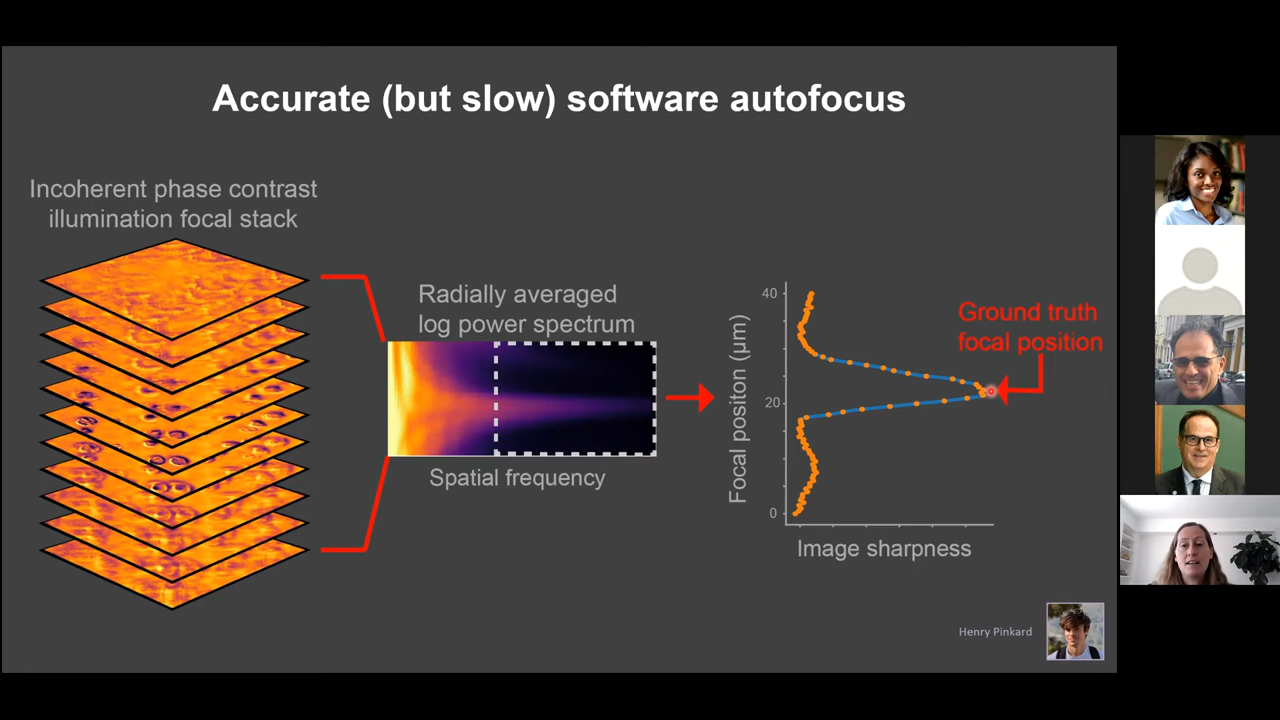 Accurate (but slow) software autofocus
Incoherent phase contrast
illumination focal stack
Radially averaged
log power spectrum
Spatial frequency
Focal positon (μm)
40
20
0
Image sharpness
Ground truth
focal position
Henry Pinkard